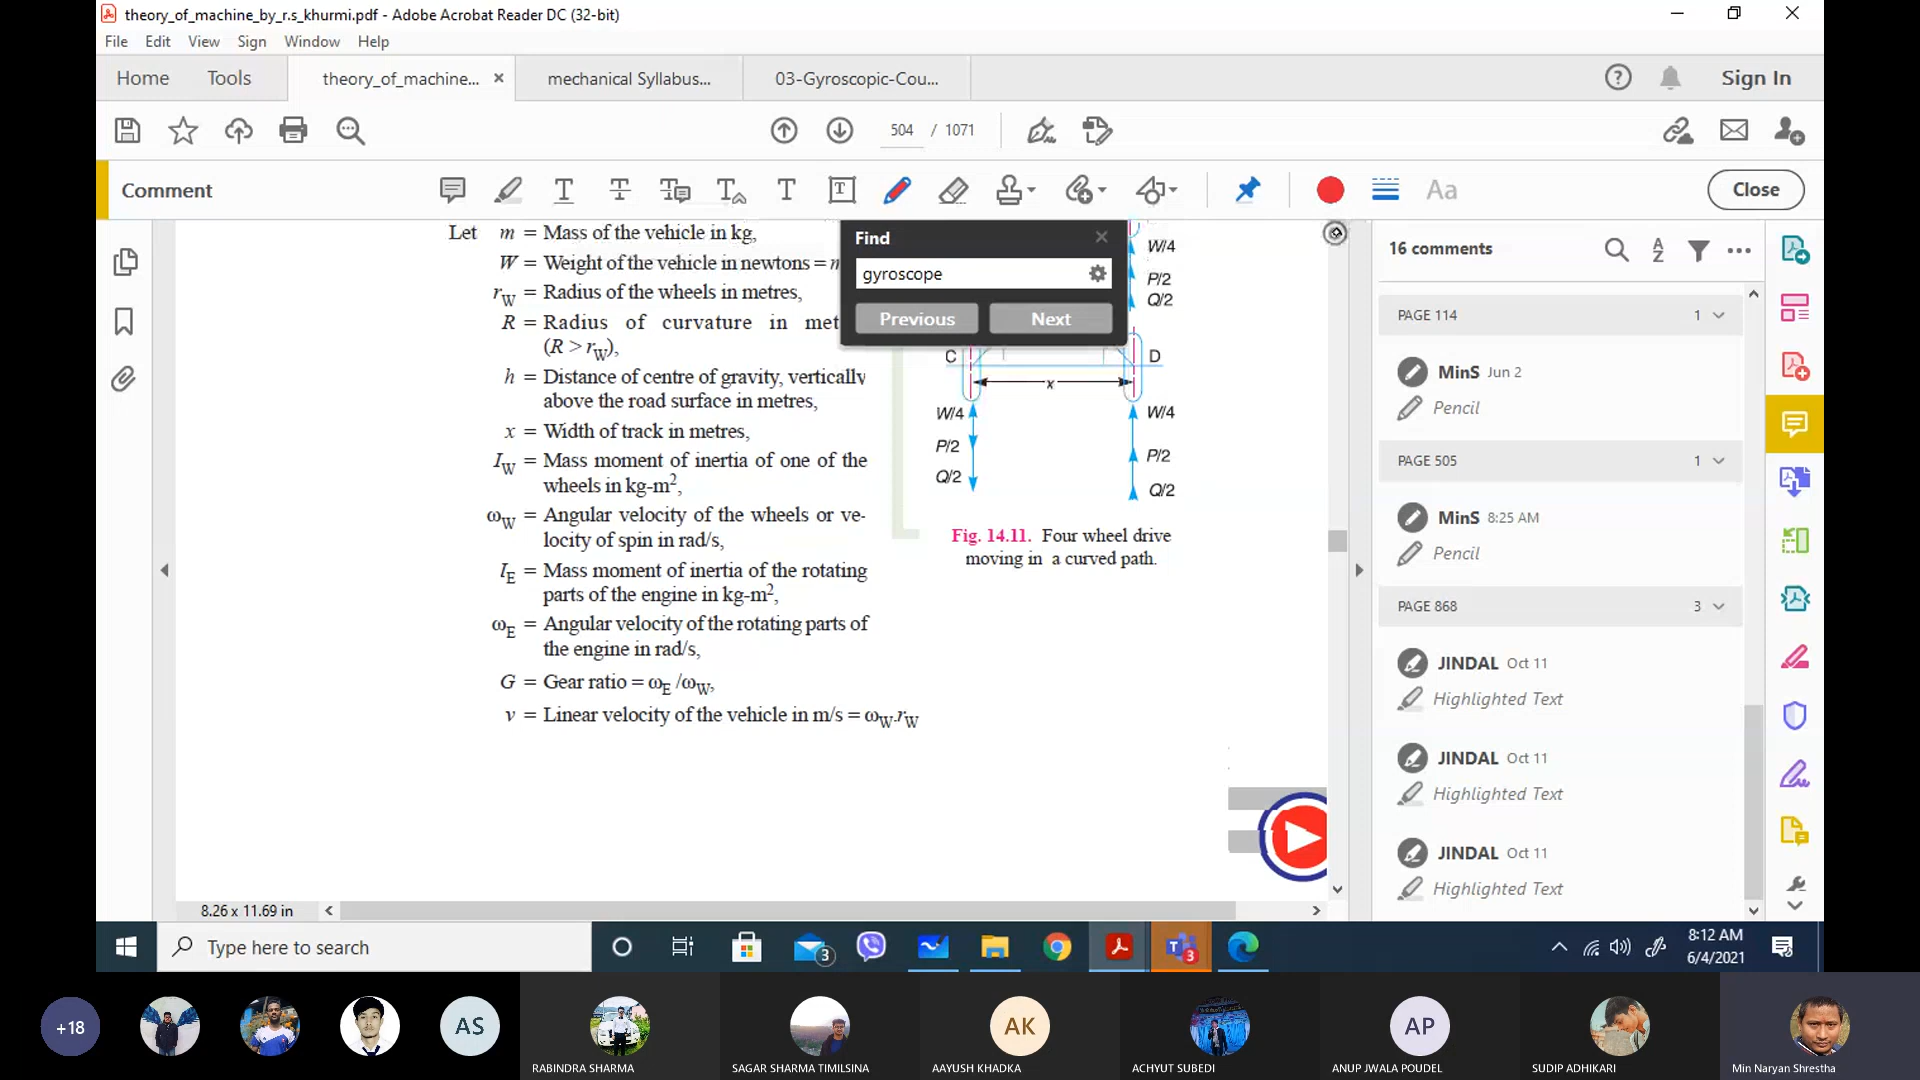 theory_of_machine_by_r.s_khurmi.pdf - Adobe Acrobat Reader DC (32-bit)
File Edit View Sign Window Help
Home Tools theory_of_machine... mechanical Syllabus... 03-Gyroscopic-Cou... Sign In
504 / 1071
Comment Aa Close
Let m = Mass of the vehicle in kg,
W = Weight of the vehicle in newtons = m
rW = Radius of the wheels in metres,
R = Radius of curvature in met
(R > rW),
h = Distance of centre of gravity, vertically
above the road surface in metres,
x = Width of track in metres,
IW = Mass moment of inertia of one of the
wheels in kg-m2,
ωW = Angular velocity of the wheels or ve-
locity of spin in rad/s,
IE = Mass moment of inertia of the rotating
parts of the engine in kg-m2,
ωE = Angular velocity of the rotating parts of
the engine in rad/s,
G = Gear ratio = ωE /ωW,
v = Linear velocity of the vehicle in m/s = ωW.rW
Find
gyroscope
Previous Next
W/4
P/2
Q/2
C D
x
W/4 W/4
P/2 P/2
Q/2 Q/2
Fig. 14.11. Four wheel drive
moving in a curved path.
16 comments
PAGE 114 1
MinS Jun 2
Pencil
PAGE 505 1
MinS 8:25 AM
Pencil
PAGE 868 3
JINDAL Oct 11
Highlighted Text
JINDAL Oct 11
Highlighted Text
JINDAL Oct 11
Highlighted Text
8.26 x 11.69 in
Type here to search
3
3
8:12 AM
6/4/2021
+18 AS AK AP
RABINDRA SHARMA SAGAR SHARMA TIMILSINA AAYUSH KHADKA ACHYUT SUBEDI ANUP JWALA POUDEL SUDIP ADHIKARI Min Naryan Shrestha